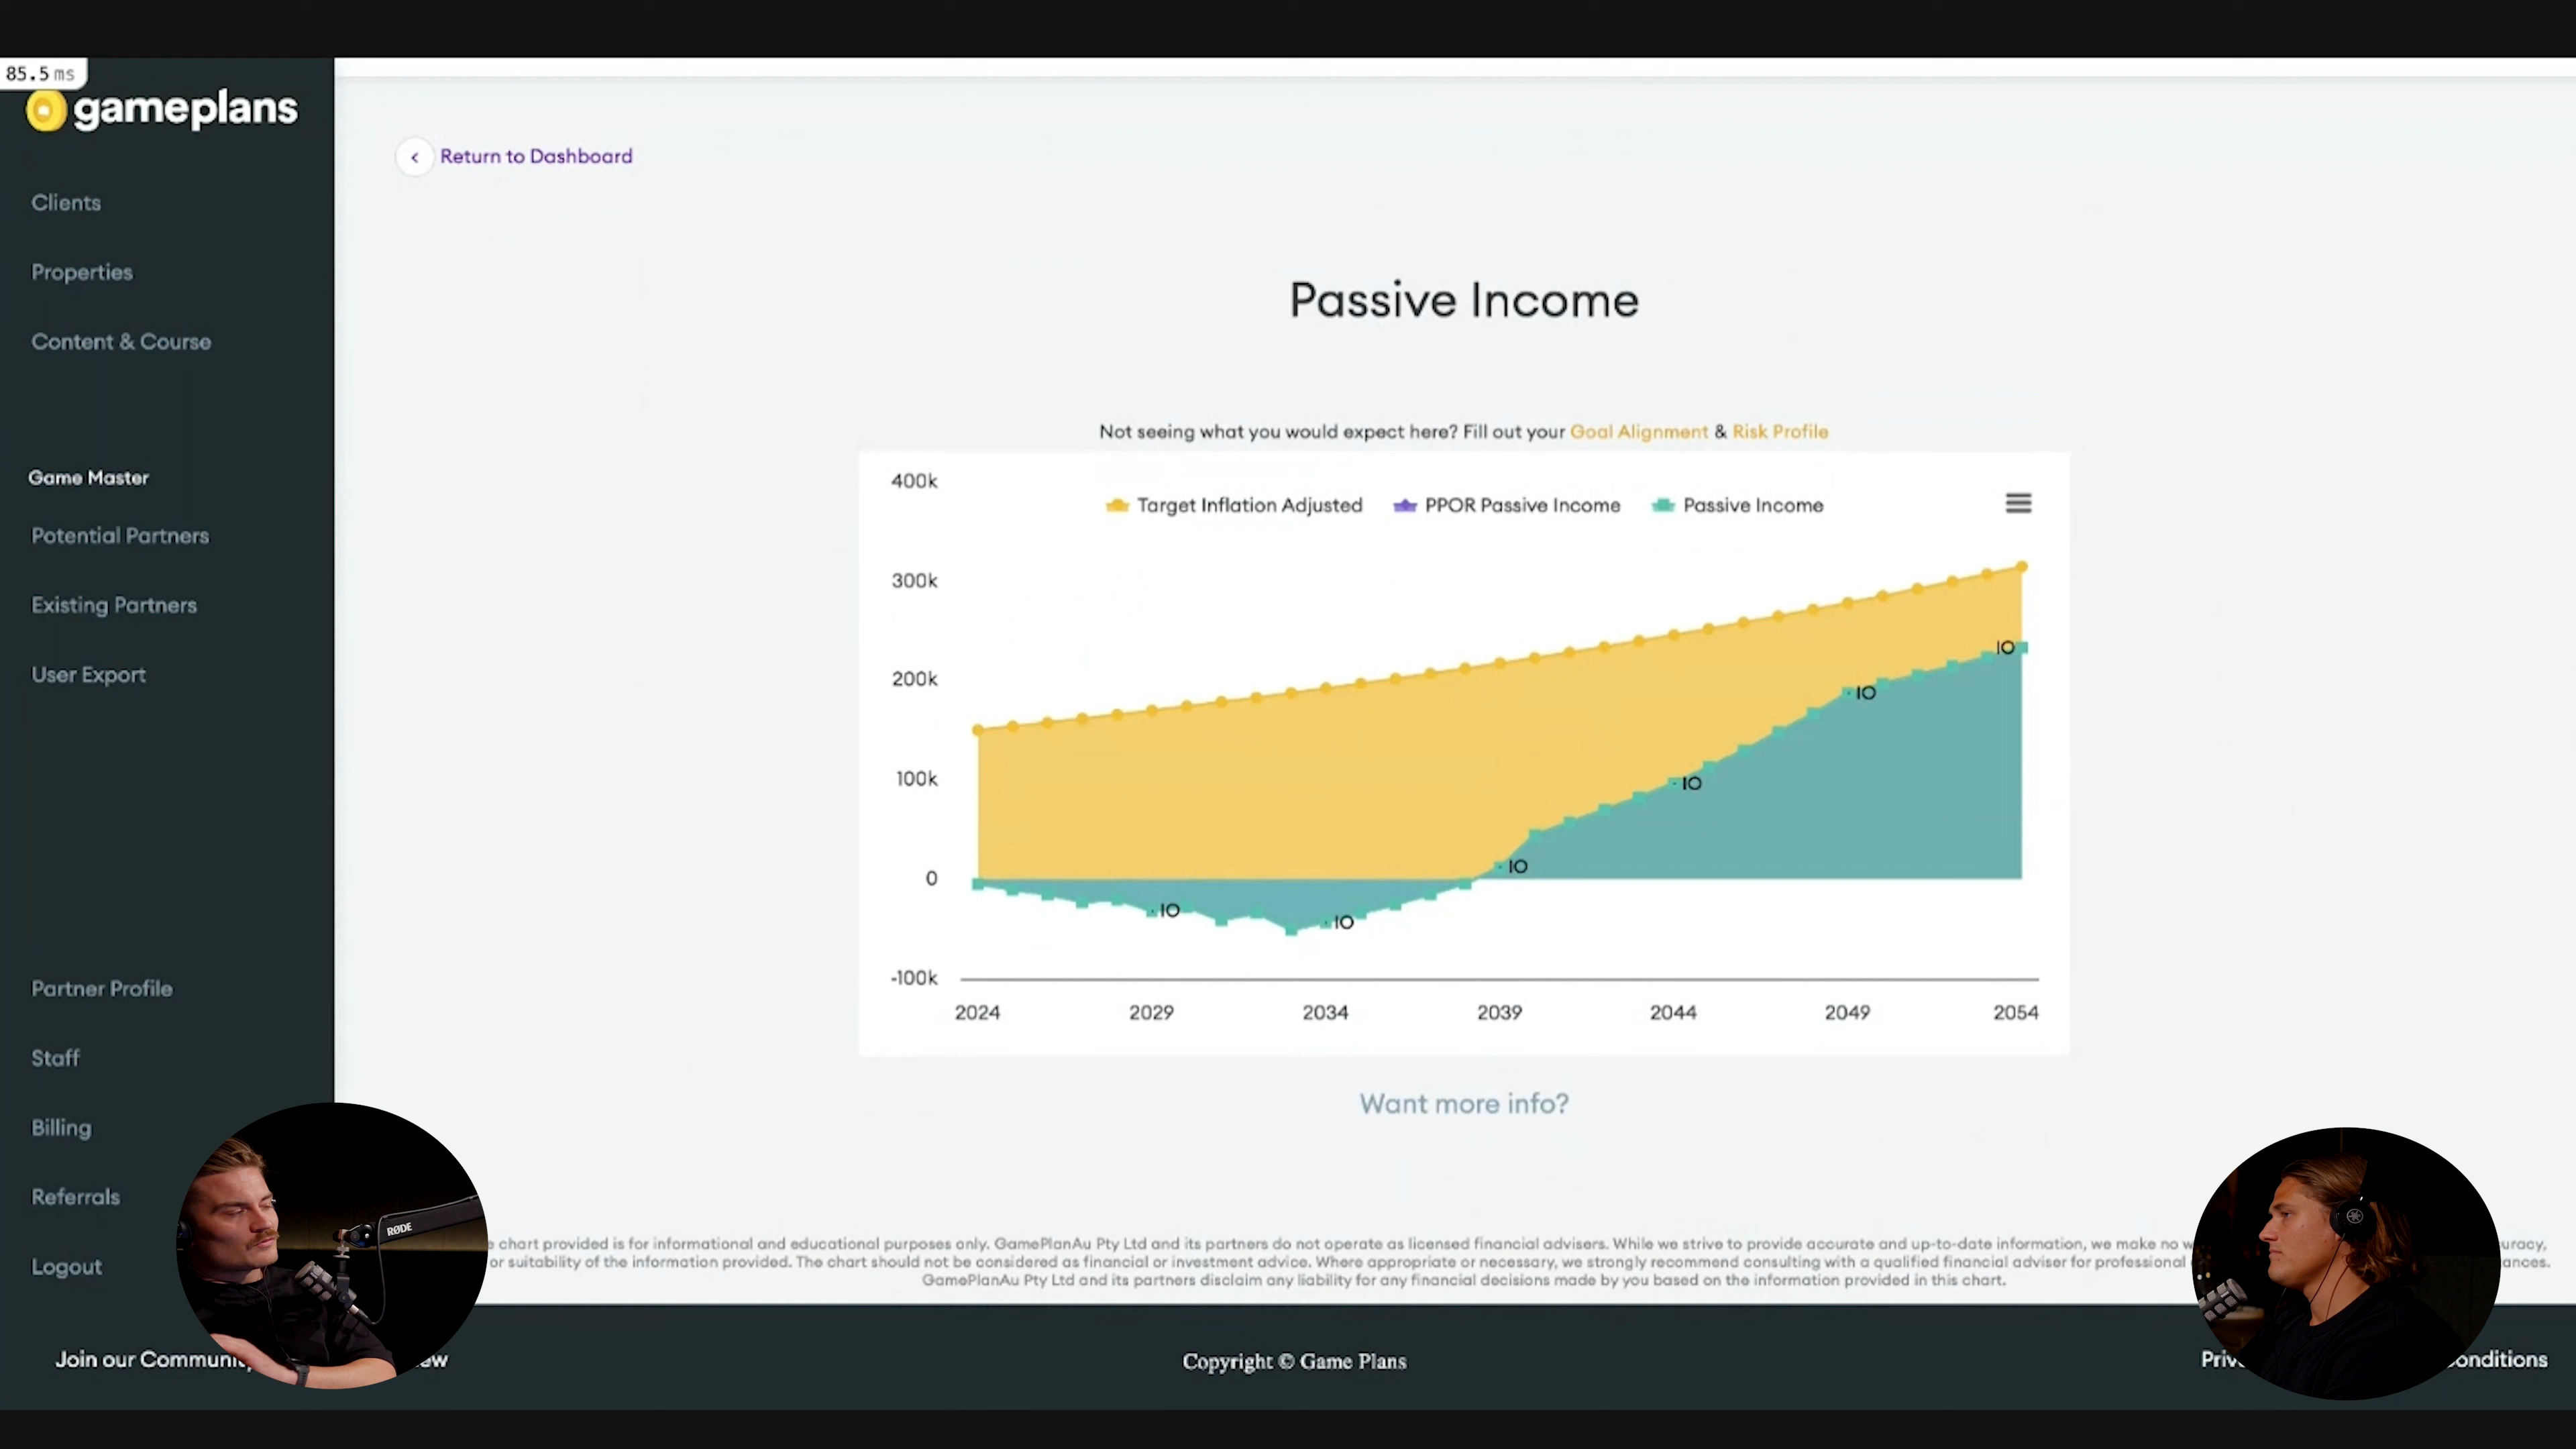 85.5 ms
gameplans
Return to Dashboard
Clients
Properties
Content & Course
Game Master
Potential Partners
Existing Partners
User Export
Partner Profile
Staff
Billing
Referrals
Logout
Passive Income
Not seeing what you would expect here? Fill out your Goal Alignment & Risk Profile
Target Inflation Adjusted
PPOR Passive Income
Passive Income
400k
300k
200k
100k
0
-100k
IO
IO
IO
IO
IO
IO
2024
2029
2034
2039
2044
2049
2054
Want more info?
chart provided is for informational and educational purposes only. GamePlanAu Pty Ltd and its partners do not operate as licensed financial advisers. While we strive to provide accurate and up-to-date information, we make no
or suitability of the information provided. The chart should not be considered as financial or investment advice. Where appropriate or necessary, we strongly recommend consulting with a qualified financial adviser for professional
GamePlanAu Pty Ltd and its partners disclaim any liability for any financial decisions made by you based on the information provided in this chart.
RØDE
Join our
Copyright © Game Plans